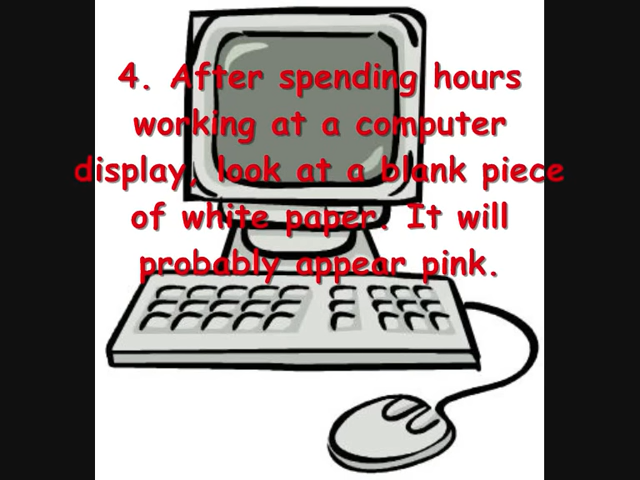 4. After spending hours
working at a computer
display, look at a blank piece
of white paper. It will
probably appear pink.